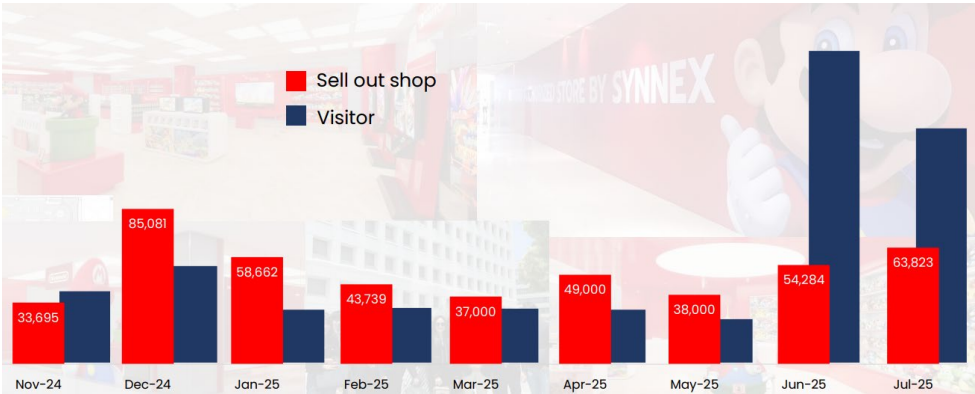 Sell out shop
Visitor
STORE BY SYNNEX
85,081
58,662
33,695
43,739
37,000
49,000
38,000
54,284
63,823
Nov-24 Dec-24 Jan-25 Feb-25 Mar-25 Apr-25 May-25 Jun-25 Jul-25